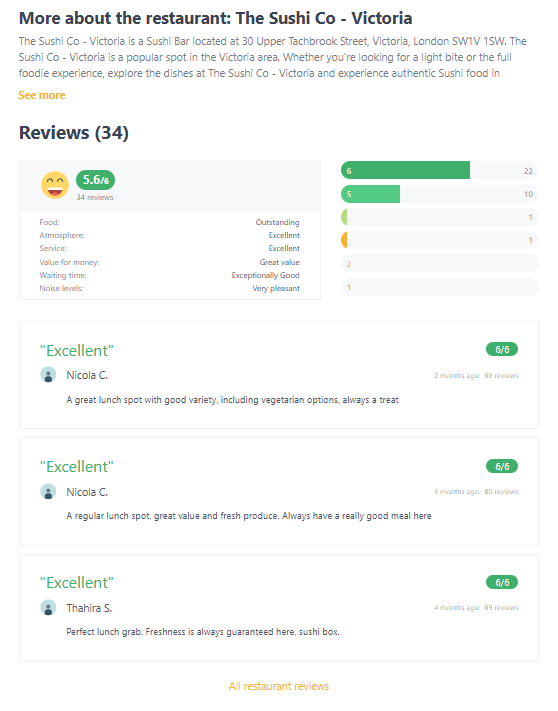 More about the restaurant: The Sushi Co - Victoria
The Sushi Co - Victoria is a Sushi Bar located at 30 Upper Tachbrook Street, Victoria, London SW1V 1SW. The
Sushi Co - Victoria is a popular spot in the Victoria area. Whether you're looking for a light bite or the full
foodie experience, explore the dishes at The Sushi Co - Victoria and experience authentic Sushi food in
See more
Reviews (34)
5.6/6
34 reviews
Food: Outstanding
Atmosphere: Excellent
Service: Excellent
Value for money: Great value
Waiting time: Exceptionally Good
Noise levels: Very pleasant
6 22
5 10
1
1
2
1
"Excellent" 6/6
Nicola C. 2 months ago · 80 reviews
A great lunch spot with good variety, including vegetarian options, always a treat
"Excellent" 6/6
Nicola C. 3 months ago · 80 reviews
A regular lunch spot, great value and fresh produce. Always have a really good meal here
"Excellent" 6/6
Thahira S. 4 months ago · 89 reviews
Perfect lunch grab. Freshness is always guaranteed here, sushi box.
All restaurant reviews